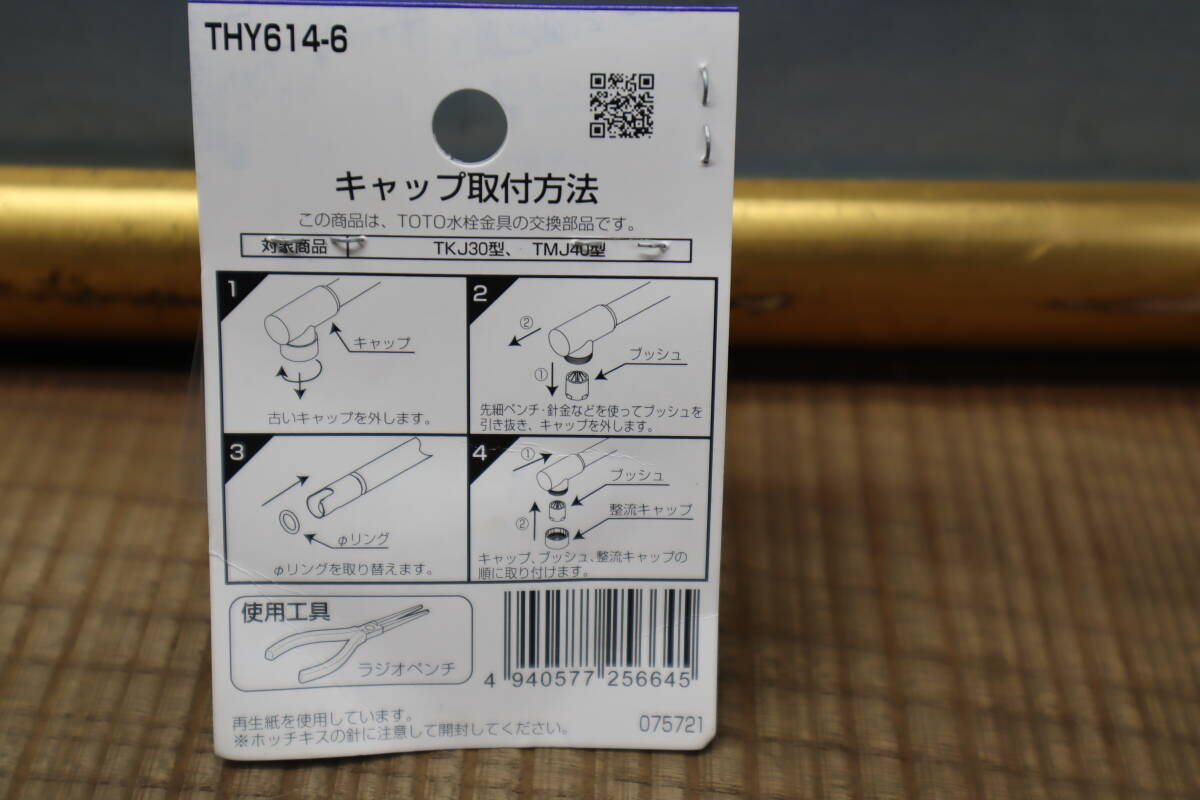 THY614-6
キャップ取付方法
この商品は、TOTO水栓金具の交換部品です。
対象商品 TKJ30型、 TMJ40型
1
キャップ
古いキャップを外します。
2
②
①
ブッシュ
先細ペンチ・針金などを使ってブッシュを
引き抜き、キャップを外します。
3
φリング
φリングを取り替えます。
4
①
ブッシュ
②
整流キャップ
キャップ、ブッシュ、整流キャップの
順に取り付けます。
使用工具
ラジオペンチ
4 940577 256645
再生紙を使用しています。
※ホッチキスの針に注意して開封してください。
075721